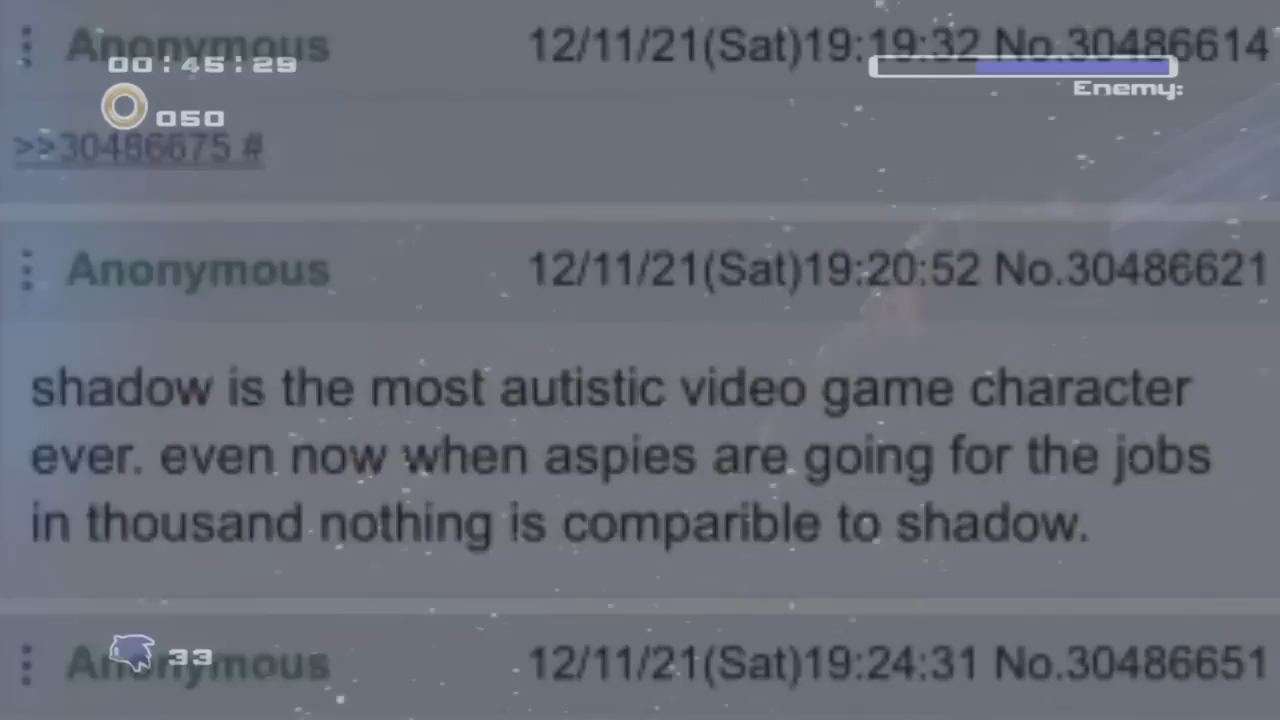 Anonymous 12/11/21(Sat)19:19:32 No.30486614
00:45:29
Enemy:
050
>>30486675 #
Anonymous 12/11/21(Sat)19:20:52 No.30486621
shadow is the most autistic video game character
ever. even now when aspies are going for the jobs
in thousand nothing is comparible to shadow.
Anonymous 12/11/21(Sat)19:24:31 No.30486651
33